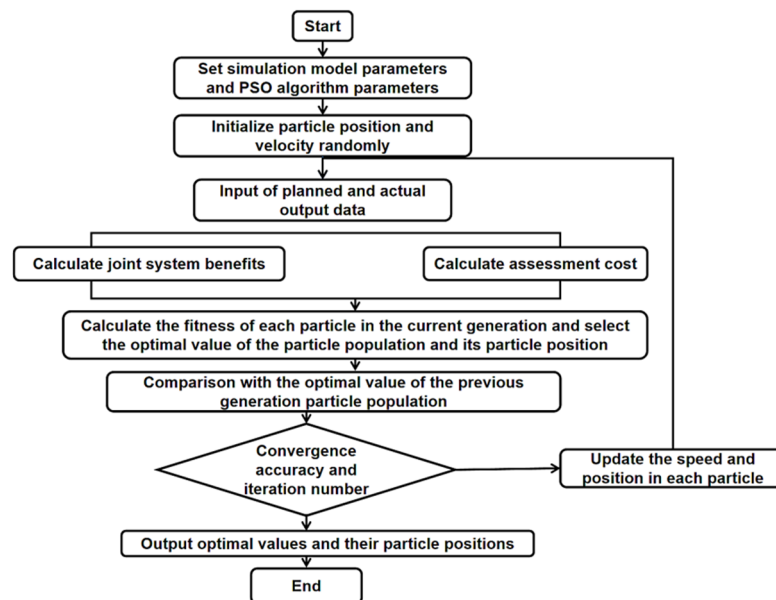 Start
Set simulation model parameters
and PSO algorithm parameters
Initialize particle position and
velocity randomly
Input of planned and actual
output data
Calculate joint system benefits
Calculate assessment cost
Calculate the fitness of each particle in the current generation and select
the optimal value of the particle population and its particle position
Comparison with the optimal value of the previous
generation particle population
Convergence
accuracy and
iteration number
Update the speed and
position in each particle
Output optimal values and their particle positions
End